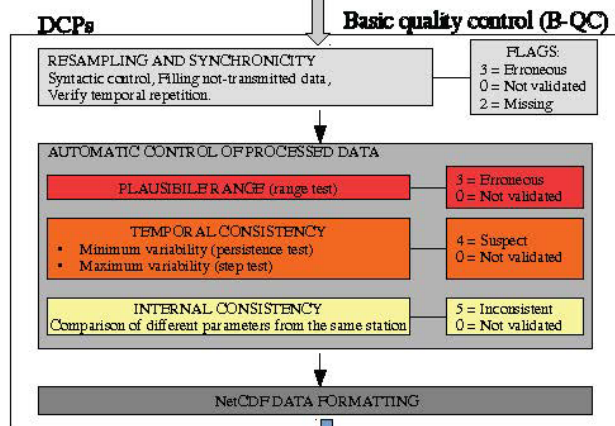 DCPs
Basic quality control (B-QC)
RESAMPLING AND SYNCHRONICITY
Syntactic control, Filling not-transmitted data,
Verify temporal repetition.
FLAGS:
3 = Erroneous
0 = Not validated
2 = Missing
AUTOMATIC CONTROL OF PROCESSED DATA
PLAUSIBILE RANGE (range test)
3 = Erroneous
0 = Not validated
TEMPORAL CONSISTENCY
• Minimum variability (persistence test)
• Maximum variability (step test)
4 = Suspect
0 = Not validated
INTERNAL CONSISTENCY
Comparison of different parameters from the same station
5 = Inconsistent
0 = Not validated
NetCDF DATA FORMATTING